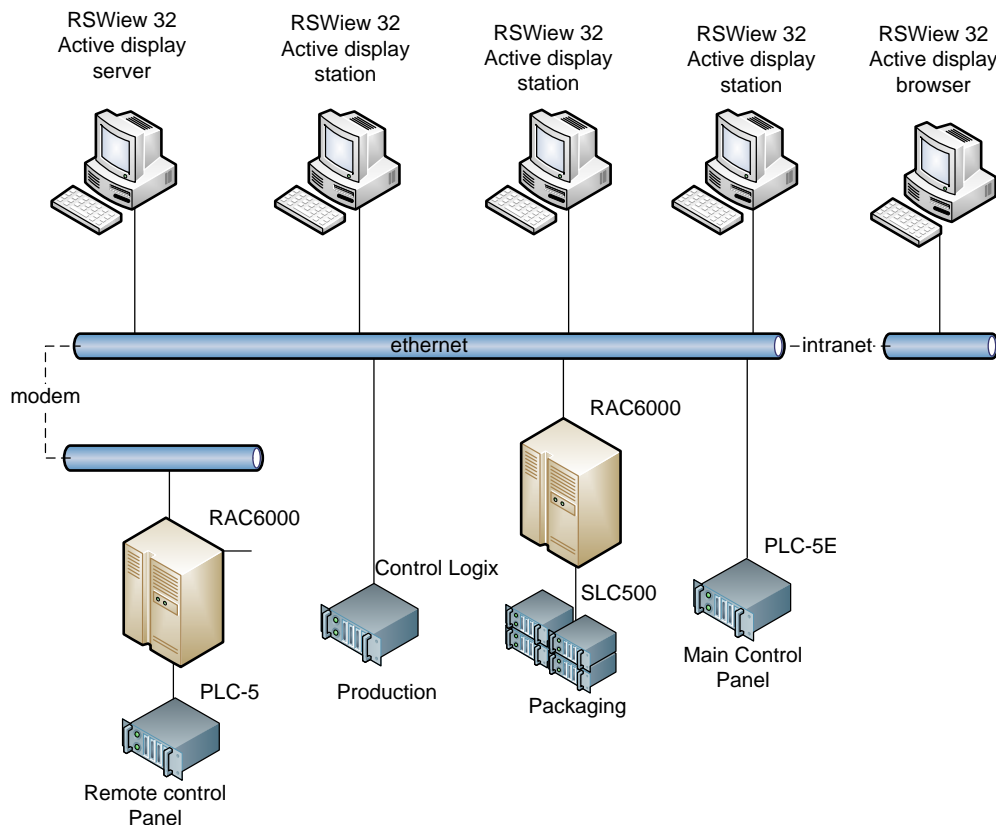 RSView 32
Active display
server
RSWiew 32
Active display
station
RSWiew 32
Active display
station
RSWiew 32
Active display
station
RSWiew 32
Active display
browser
ethernet
intranet
modem
RAC6000
RAC6000
Control Logix
SLC500
PLC-5E
PLC-5
Production
Packaging
Main Control
Panel
Remote control
Panel